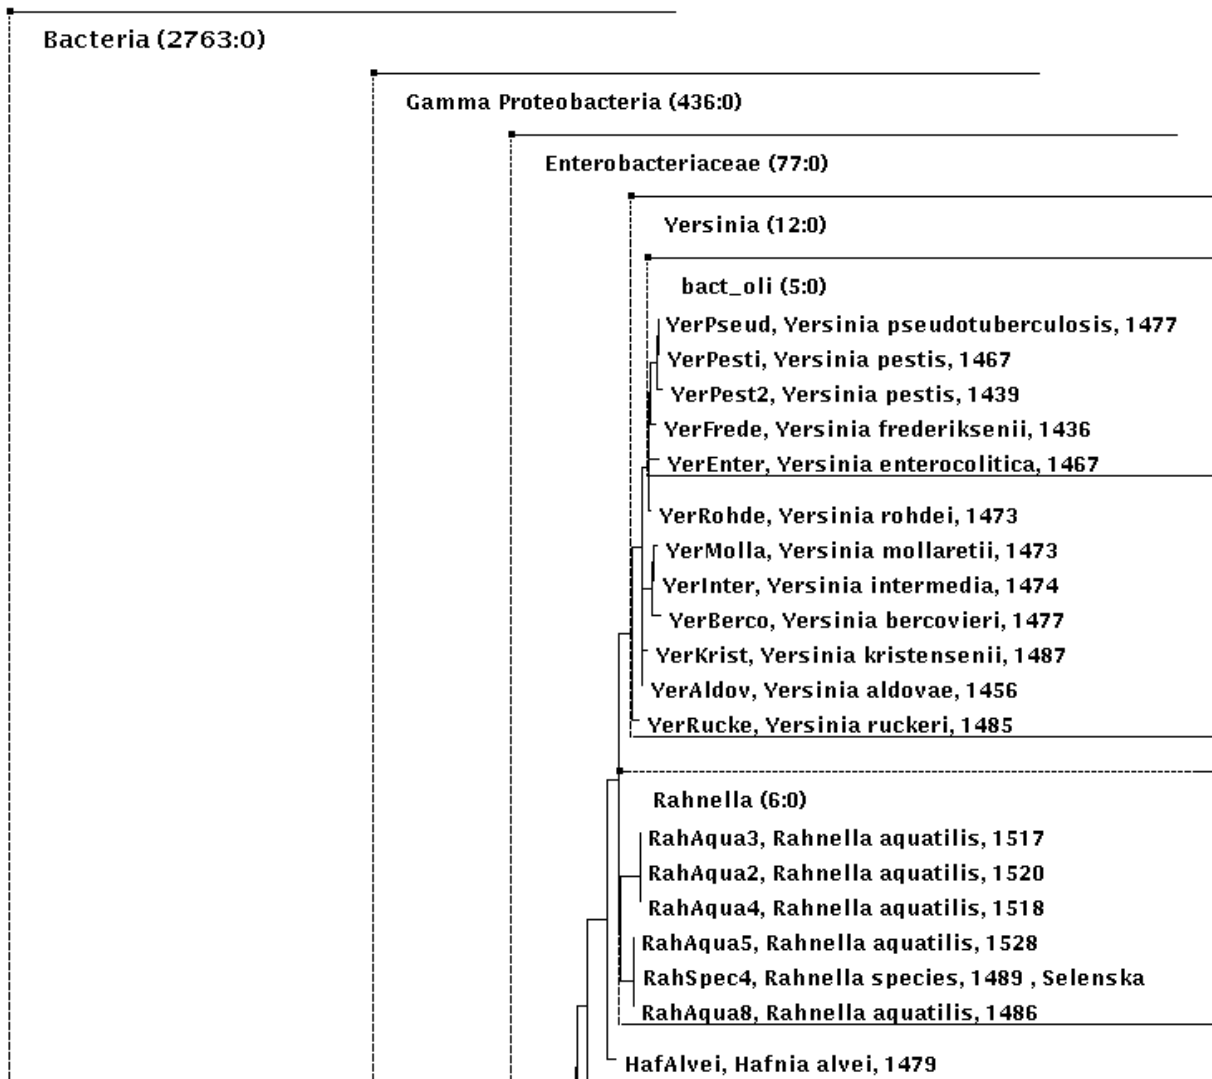 Bacteria (2763:0)
Gamma Proteobacteria (436:0)
Enterobacteriaceae (77:0)
Yersinia (12:0)
bact_oli (5:0)
YerPseud, Yersinia pseudotuberculosis, 1477
YerPesti, Yersinia pestis, 1467
YerPest2, Yersinia pestis, 1439
YerFrede, Yersinia frederiksenii, 1436
YerEnter, Yersinia enterocolitica, 1467
YerRohde, Yersinia rohdei, 1473
YerMolla, Yersinia mollaretii, 1473
YerInter, Yersinia intermedia, 1474
YerBerco, Yersinia bercovieri, 1477
YerKrist, Yersinia kristensenii, 1487
YerAldov, Yersinia aldovae, 1456
YerRucke, Yersinia ruckeri, 1485
Rahnella (6:0)
RahAqua3, Rahnella aquatilis, 1517
RahAqua2, Rahnella aquatilis, 1520
RahAqua4, Rahnella aquatilis, 1518
RahAqua5, Rahnella aquatilis, 1528
RahSpec4, Rahnella species, 1489 , Selenska
RahAqua8, Rahnella aquatilis, 1486
HafAlvei, Hafnia alvei, 1479